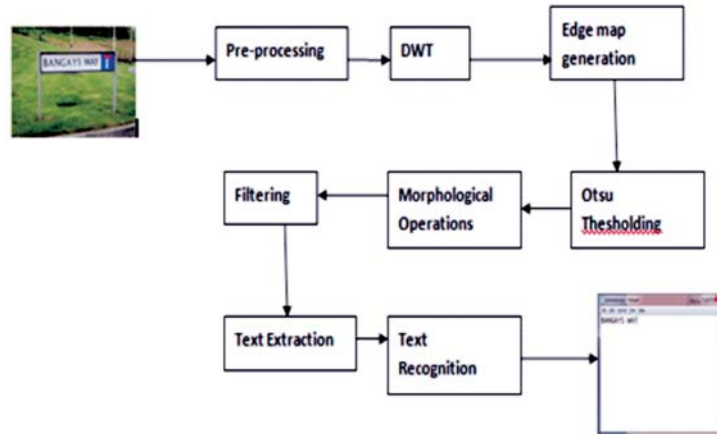 BANGAYS WAY
Pre-processing
DWT
Edge map
generation
Filtering
Morphological
Operations
Otsu
Thesholding
Text Extraction
Text
Recognition
BANGAYS WAY